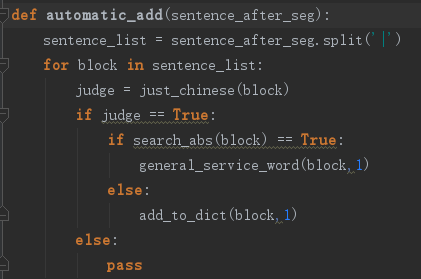 def automatic_add(sentence_after_seg):
    sentence_list = sentence_after_seg.split('|')
    for block in sentence_list:
        judge = just_chinese(block)
        if judge == True:
            if search_abs(block) == True:
                general_service_word(block,1)
            else:
                add_to_dict(block,1)
        else:
            pass